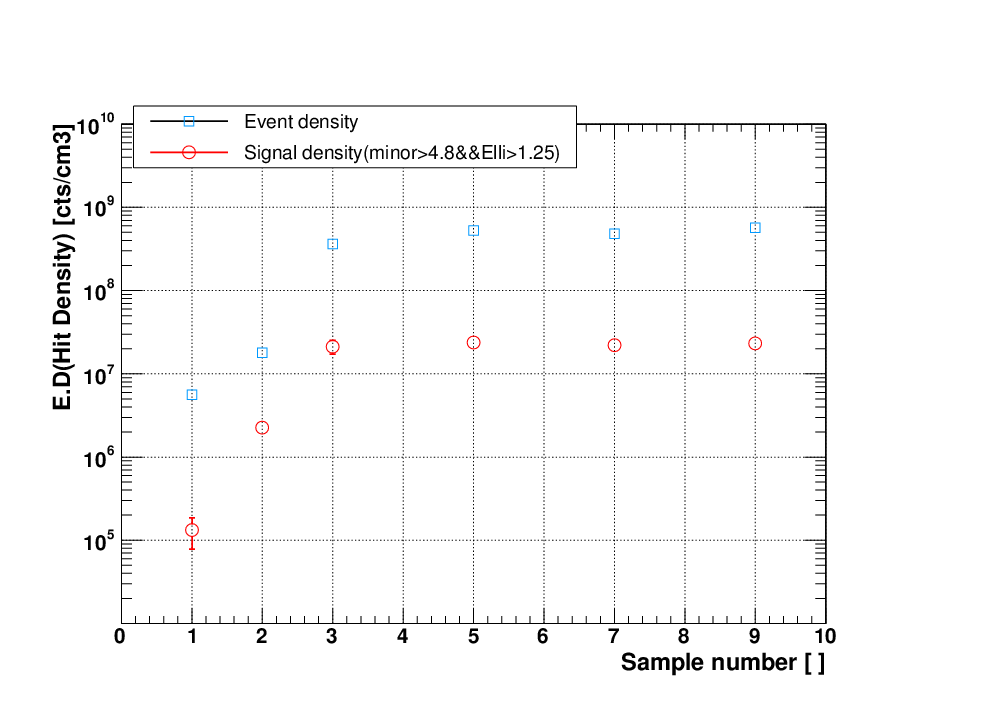 Event density
Signal density(minor>4.8&&Elli>1.25)
E.D(Hit Density) [cts/cm3]
10^10
10^9
10^8
10^7
10^6
10^5
0 1 2 3 4 5 6 7 8 9 10
Sample number [ ]